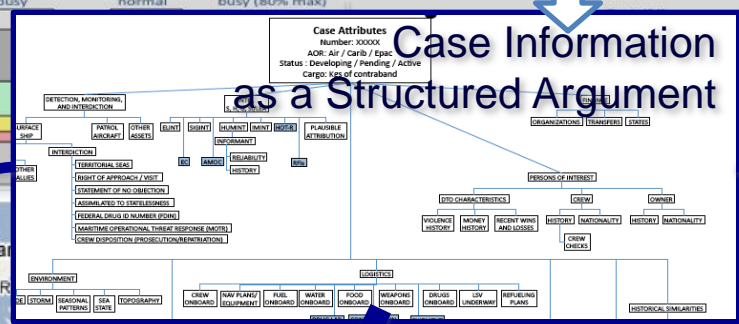 normal
busy (80% max)
Case Information
as a Structured Argument
Case Attributes
Number: XXXXX
AOR: Air / Carib / Epac
Status : Developing / Pending / Active
Cargo: Kgs of contraband
DETECTION, MONITORING,
AND INTERDICTION
PATROL
AIRCRAFT
OTHER
ASSETS
SHIP
INTERDICTION
TERRITORIAL SEAS
RIGHT OF APPROACH / VISIT
STATEMENT OF NO OBJECTION
ASSIMILATED TO STATELESSNESS
FEDERAL DRUG ID NUMBER (FDIN)
MARITIME OPERATIONAL THREAT RESPONSE (MOTR)
CREW DISPOSITION (PROSECUTION/REPATRIATION)
ELINT
SIGINT
HUMINT
IMINT
HOT-R
PLAUSIBLE
ATTRIBUTION
INFORMANT
RELIABILITY
HISTORY
EC
AMOC
RFIs
ORGANIZATIONS
TRANSFERS
STATES
PERSONS OF INTEREST
DTO CHARACTERISTICS
CREW
OWNER
VIOLENCE
HISTORY
MONEY
HISTORY
RECENT WINS
AND LOSSES
HISTORY
NATIONALITY
HISTORY
NATIONALITY
CREW
CHECKS
ENVIRONMENT
STORM
SEASONAL
PATTERNS
SEA
STATE
TOPOGRAPHY
LOGISTICS
CREW
ONBOARD
NAV PLANS/
EQUIPMENT
FUEL
ONBOARD
WATER
ONBOARD
FOOD
ONBOARD
WEAPONS
ONBOARD
DRUGS
ONBOARD
LSV
UNDERWAY
REFUELING
PLANS
HISTORICAL SIMILARITIES